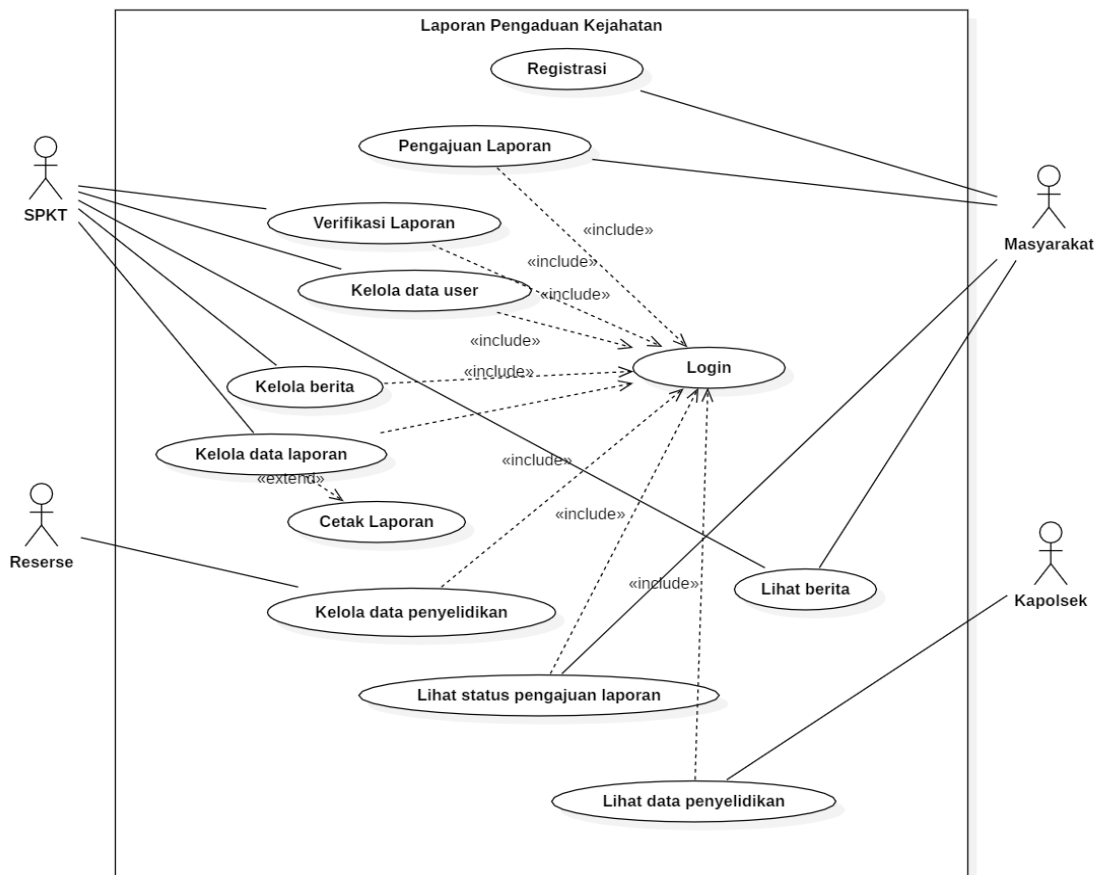 Laporan Pengaduan Kejahatan
Registrasi
Pengajuan Laporan
SPKT
Verifikasi Laporan
«include»
Masyarakat
«include»
Kelola data user
«include»
«include»
Login
«include»
Kelola berita
Kelola data laporan
«include»
«extend»
Cetak Laporan
«include»
Reserse
«include»
Lihat berita
Kapolsek
Kelola data penyelidikan
Lihat status pengajuan laporan
Lihat data penyelidikan